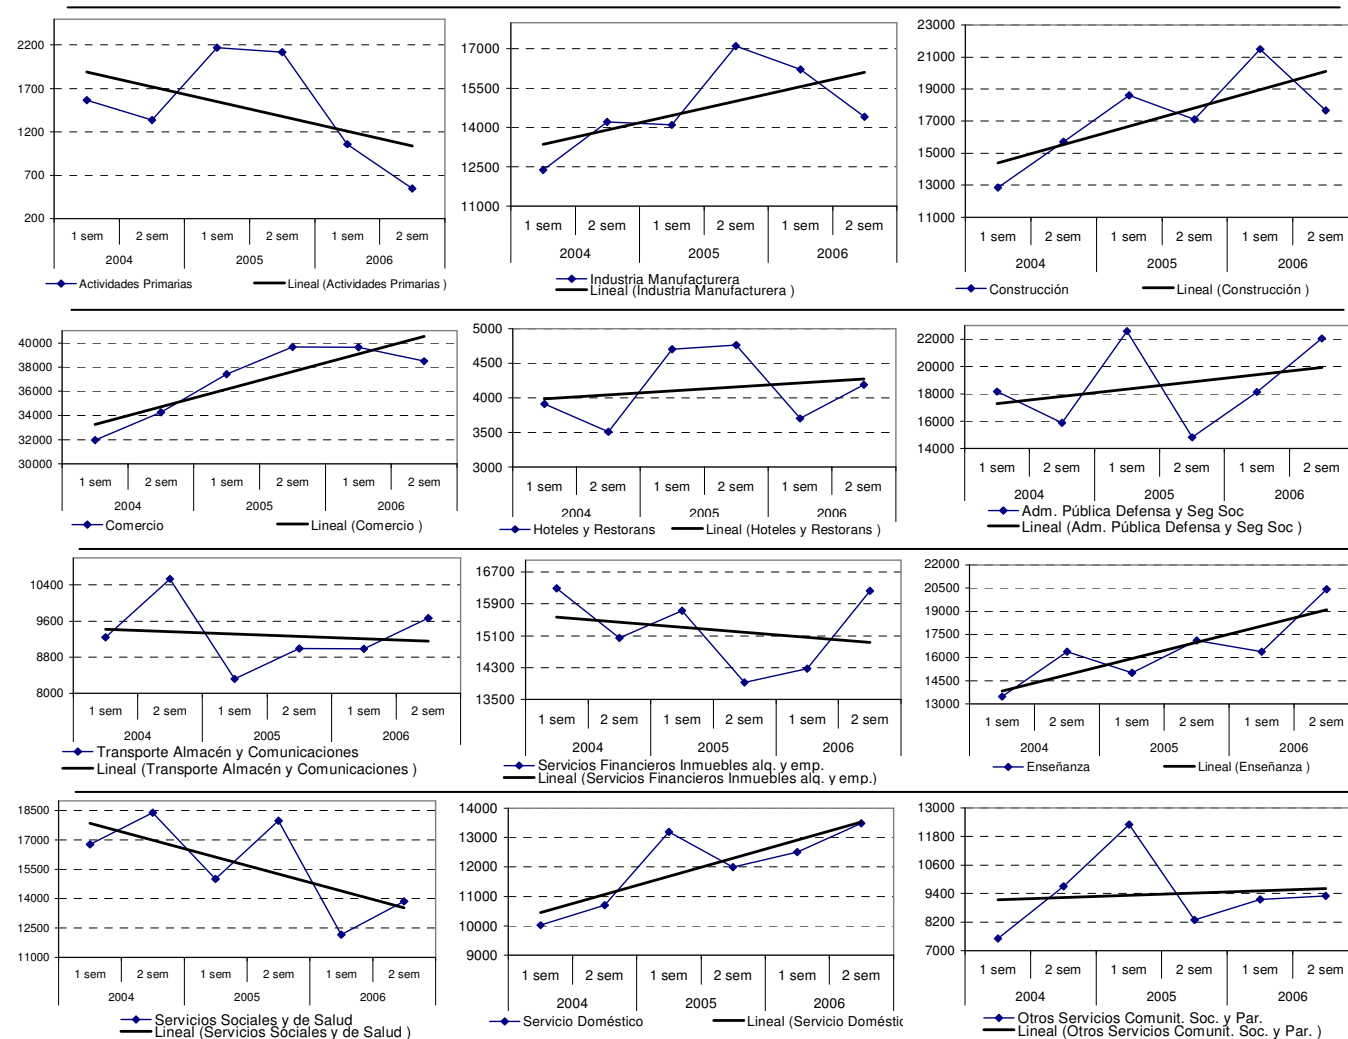 2200
1700
1200
700
200
1 sem 2 sem 1 sem 2 sem 1 sem 2 sem
2004 2005 2006
Actividades Primarias Lineal (Actividades Primarias )
17000
15500
14000
12500
11000
1 sem 2 sem 1 sem 2 sem 1 sem 2 sem
2004 2005 2006
Industria Manufacturera
Lineal (Industria Manufacturera )
23000
21000
19000
17000
15000
13000
11000
1 sem 2 sem 1 sem 2 sem 1 sem 2 sem
2004 2005 2006
Construcción Lineal (Construcción )
40000
38000
36000
34000
32000
30000
1 sem 2 sem 1 sem 2 sem 1 sem 2 sem
2004 2005 2006
Comercio Lineal (Comercio )
5000
4500
4000
3500
3000
1 sem 2 sem 1 sem 2 sem 1 sem 2 sem
2004 2005 2006
Hoteles y Restorans Lineal (Hoteles y Restorans )
22000
20000
18000
16000
14000
1 sem 2 sem 1 sem 2 sem 1 sem 2 sem
2004 2005 2006
Adm. Pública Defensa y Seg Soc
Lineal (Adm. Pública Defensa y Seg Soc )
10400
9600
8800
8000
1 sem 2 sem 1 sem 2 sem 1 sem 2 sem
2004 2005 2006
Transporte Almacén y Comunicaciones
Lineal (Transporte Almacén y Comunicaciones )
16700
15900
15100
14300
13500
1 sem 2 sem 1 sem 2 sem 1 sem 2 sem
2004 2005 2006
Servicios Financieros Inmuebles alq. y emp.
Lineal (Servicios Financieros Inmuebles alq. y emp.)
22000
20500
19000
17500
16000
14500
13000
1 sem 2 sem 1 sem 2 sem 1 sem 2 sem
2004 2005 2006
Enseñanza Lineal (Enseñanza )
18500
17000
15500
14000
12500
11000
1 sem 2 sem 1 sem 2 sem 1 sem 2 sem
2004 2005 2006
Servicios Sociales y de Salud
Lineal (Servicios Sociales y de Salud )
14000
13000
12000
11000
10000
9000
1 sem 2 sem 1 sem 2 sem 1 sem 2 sem
2004 2005 2006
Servicio Doméstico Lineal (Servicio Doméstic
13000
11800
10600
9400
8200
7000
1 sem 2 sem 1 sem 2 sem 1 sem 2 sem
2004 2005 2006
Otros Servicios Comunit. Soc. y Par.
Lineal (Otros Servicios Comunit. Soc. y Par. )